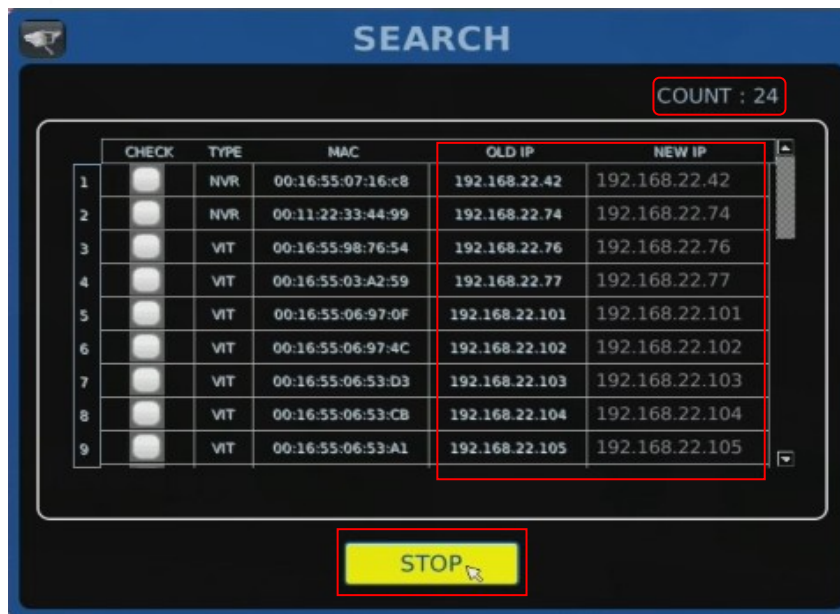 SEARCH
COUNT : 24
CHECK TYPE MAC OLD IP NEW IP
1 NVR 00:16:55:07:16:c8 192.168.22.42 192.168.22.42
2 NVR 00:11:22:33:44:99 192.168.22.74 192.168.22.74
3 VIT 00:16:55:98:76:54 192.168.22.76 192.168.22.76
4 VIT 00:16:55:03:A2:59 192.168.22.77 192.168.22.77
5 VIT 00:16:55:06:97:0F 192.168.22.101 192.168.22.101
6 VIT 00:16:55:06:97:4C 192.168.22.102 192.168.22.102
7 VIT 00:16:55:06:53:D3 192.168.22.103 192.168.22.103
8 VIT 00:16:55:06:53:CB 192.168.22.104 192.168.22.104
9 VIT 00:16:55:06:53:A1 192.168.22.105 192.168.22.105
STOP